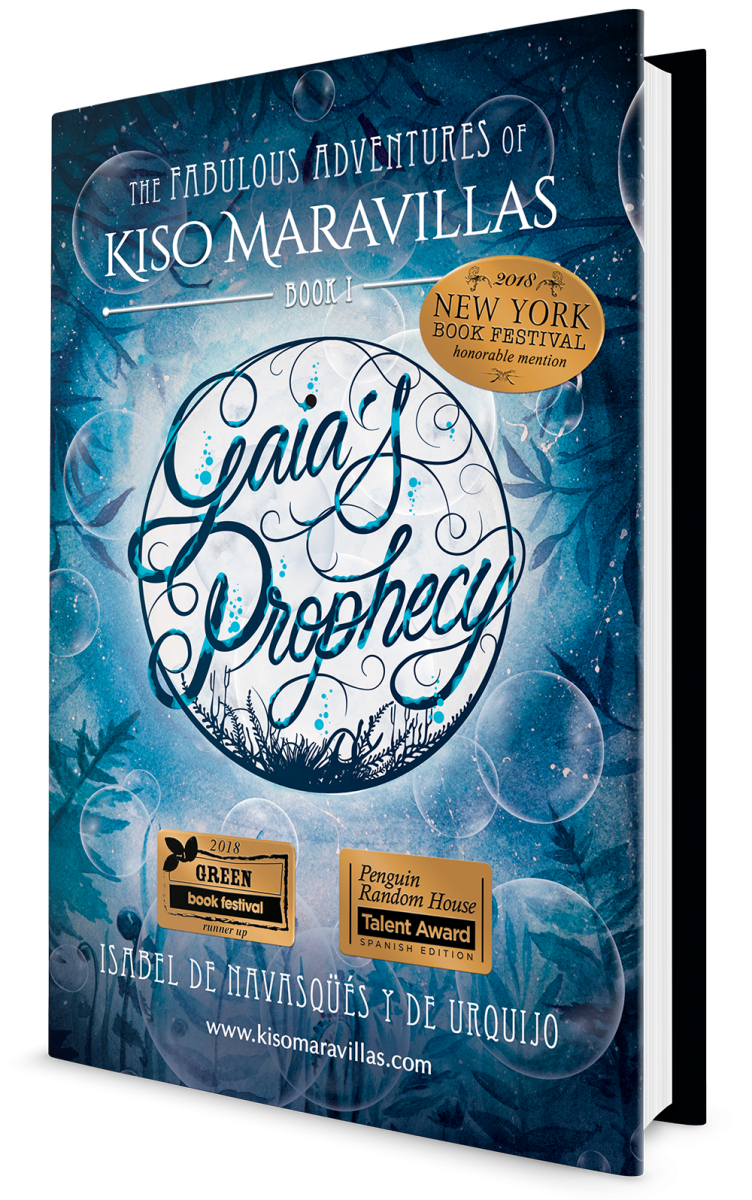 THE FABULOUS ADVENTURES OF
KISO MARAVILLAS
BOOK I
2018
NEW YORK
BOOK FESTIVAL
honorable mention
Gaia's
Prophecy
2018
GREEN
book festival
runner up
Penguin
Random House
Talent Award
SPANISH EDITION
ISABEL DE NAVASQÜÉS Y DE URQUIJO
www.kisomaravillas.com